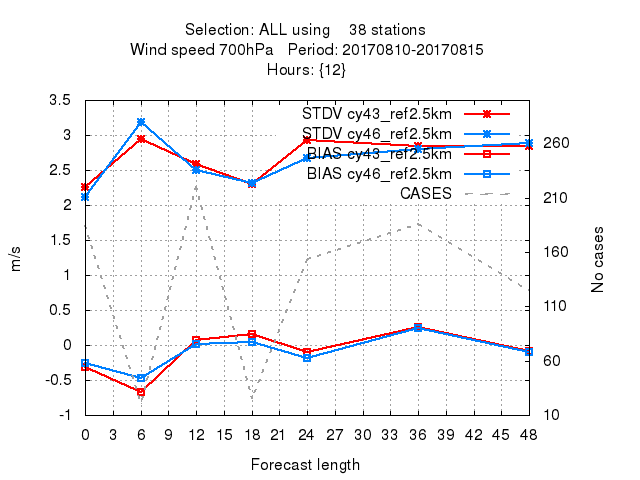 Selection: ALL using 38 stations
Wind speed 700hPa Period: 20170810-20170815
Hours: {12}
STDV cy43_ref2.5km
STDV cy46_ref2.5km
BIAS cy43_ref2.5km
BIAS cy46_ref2.5km
CASES
3.5
3
2.5
2
1.5
1
0.5
0
-0.5
-1
m/s
260
210
160
110
60
10
No cases
0 3 6 9 12 15 18 21 24 27 30 33 36 39 42 45 48
Forecast length